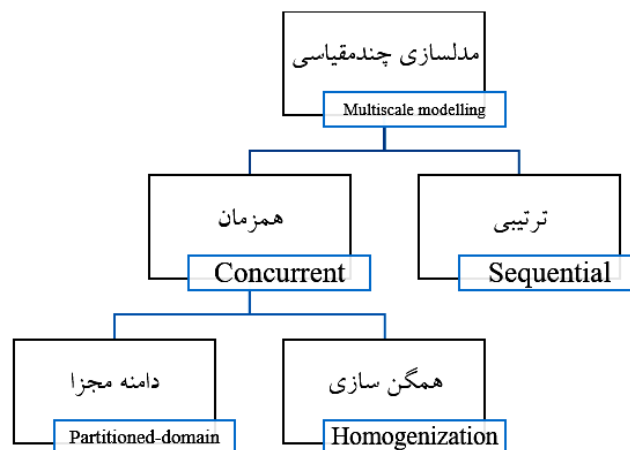 مدلسازی چندمقیاسی
Multiscale modelling
همزمان
Concurrent
ترتیبی
Sequential
دامنه مجزا
Partitioned-domain
همگن سازی
Homogenization